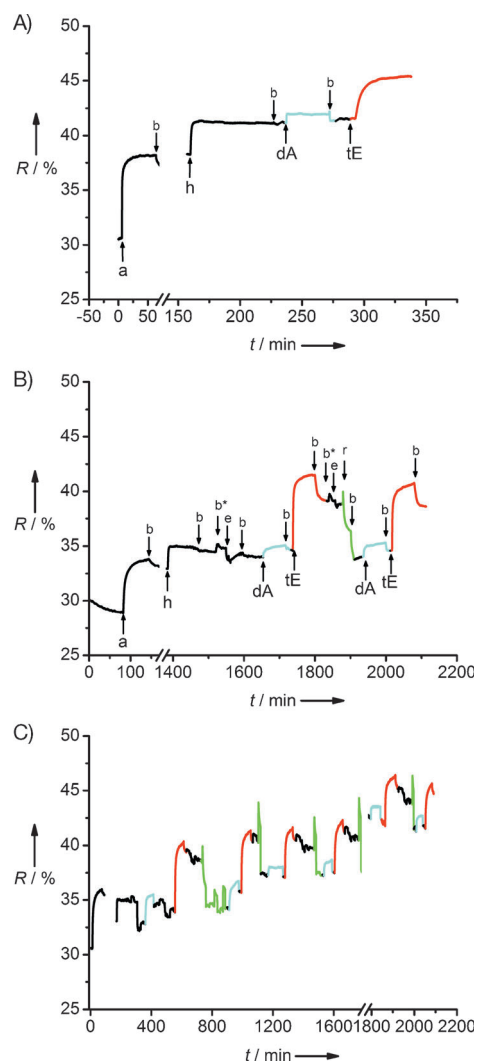 A)
50
45
40
35
30
25
R / %
b
b
b
a
h
dA
tE
-50 0 50 150 200 250 300 350
t / min
B)
50
45
40
35
30
25
R / %
b
b
b*
e
b
b
b
b*
e
r
b
b
a
h
dA
tE
dA
tE
0 100 1400 1600 1800 2000 2200
t / min
C)
50
45
40
35
30
25
R / %
0 400 800 1200 1600 1800 2000 2200
t / min